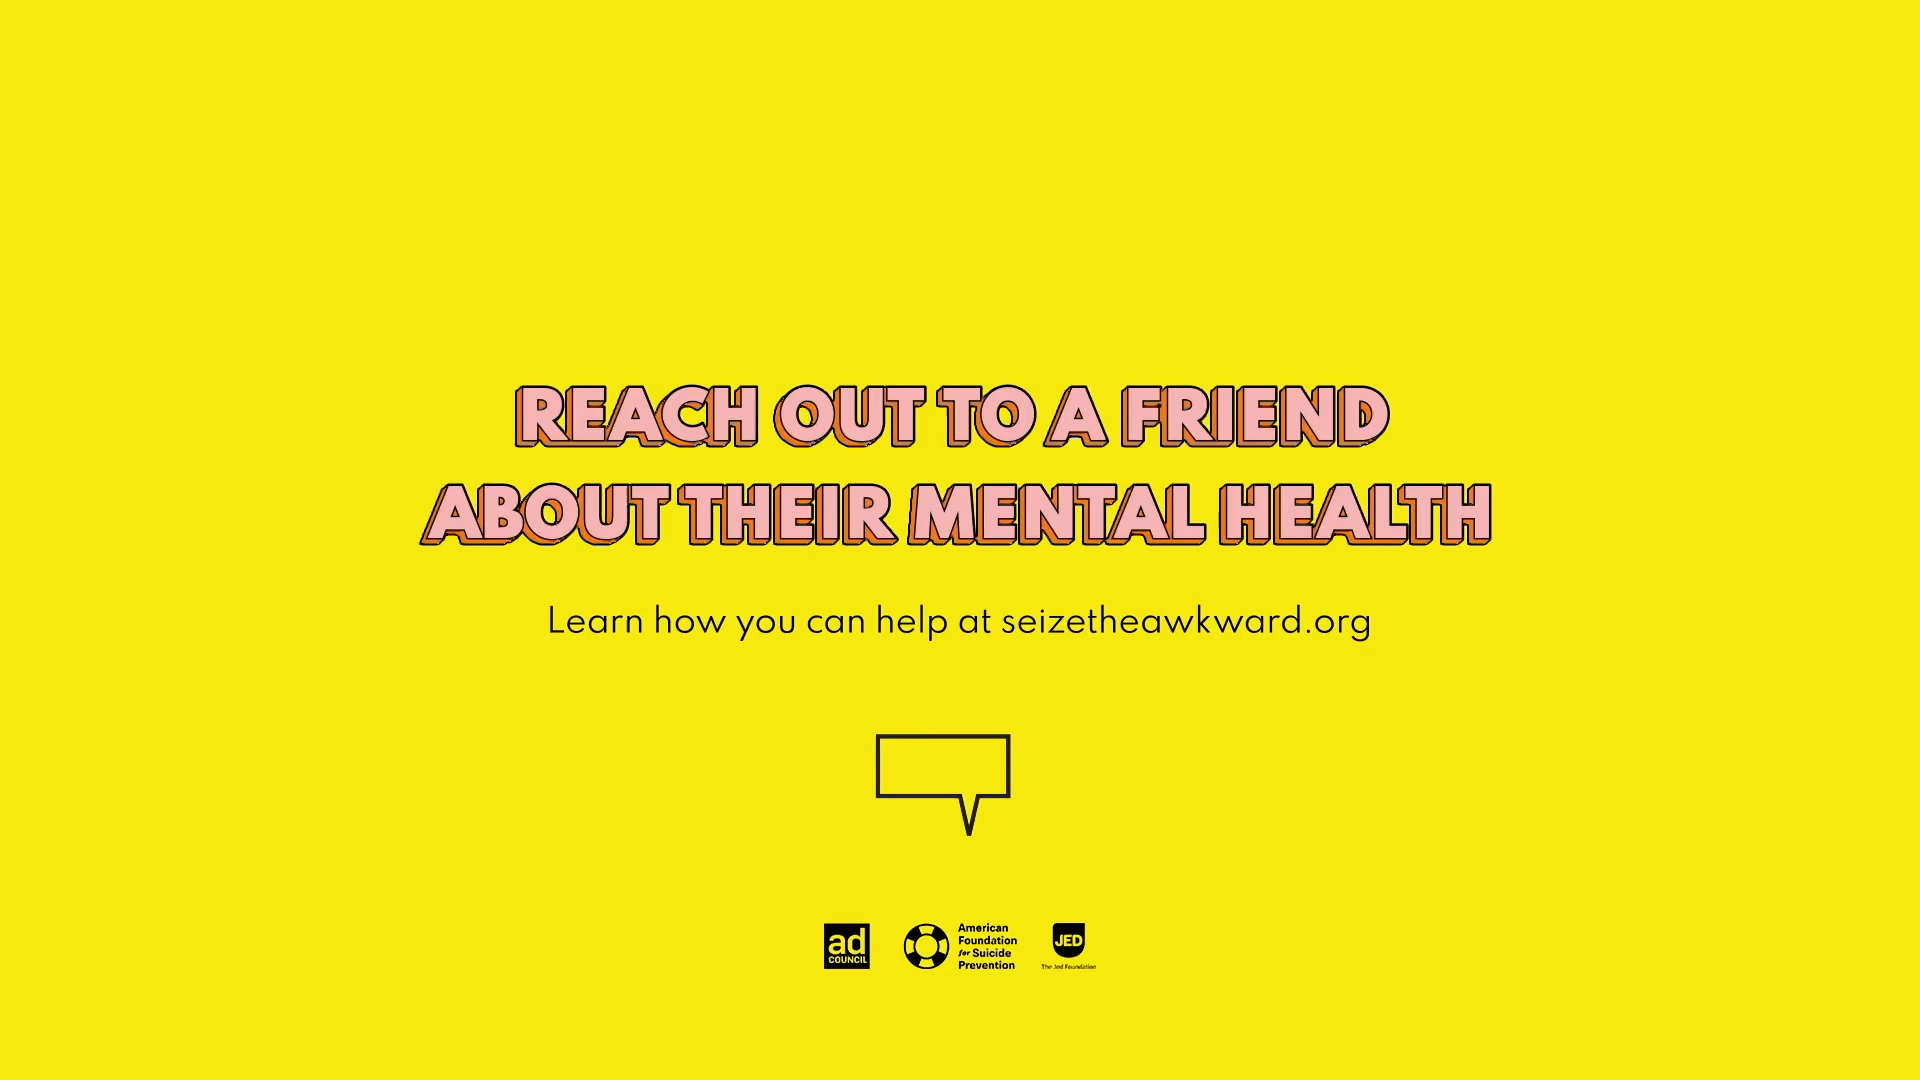 REACH OUT TO A FRIEND
ABOUT THEIR MENTAL HEALTH
Learn how you can help at seizetheawkward.org
ad
COUNCIL
American
Foundation
for Suicide
Prevention
JED
The Jed Foundation